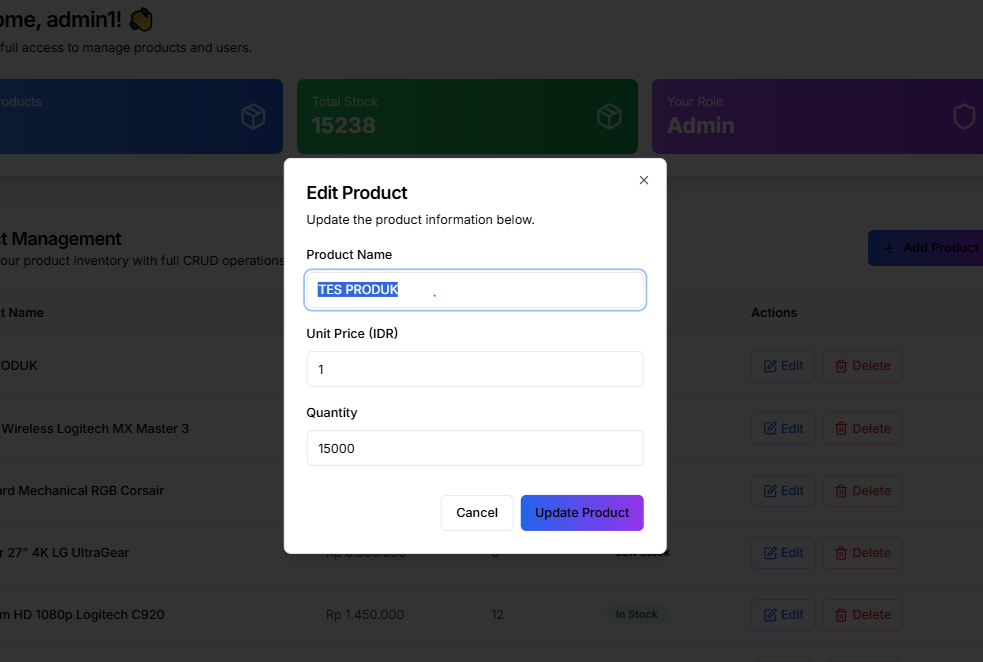 ome, admin1! 👋
full access to manage products and users.
oducts
Total Stock
15238
Your Role
Admin
Edit Product
Update the product information below.
Product Name
TES PRODUK
Unit Price (IDR)
1
Quantity
15000
Cancel
Update Product
t Management
our product inventory with full CRUD operations
+ Add Product
t Name
Actions
ODUK
Edit
Delete
Wireless Logitech MX Master 3
Edit
Delete
ard Mechanical RGB Corsair
Edit
Delete
r 27" 4K LG UltraGear
Low Stock
Edit
Delete
m HD 1080p Logitech C920
Rp 1.450.000
12
In Stock
Edit
Delete